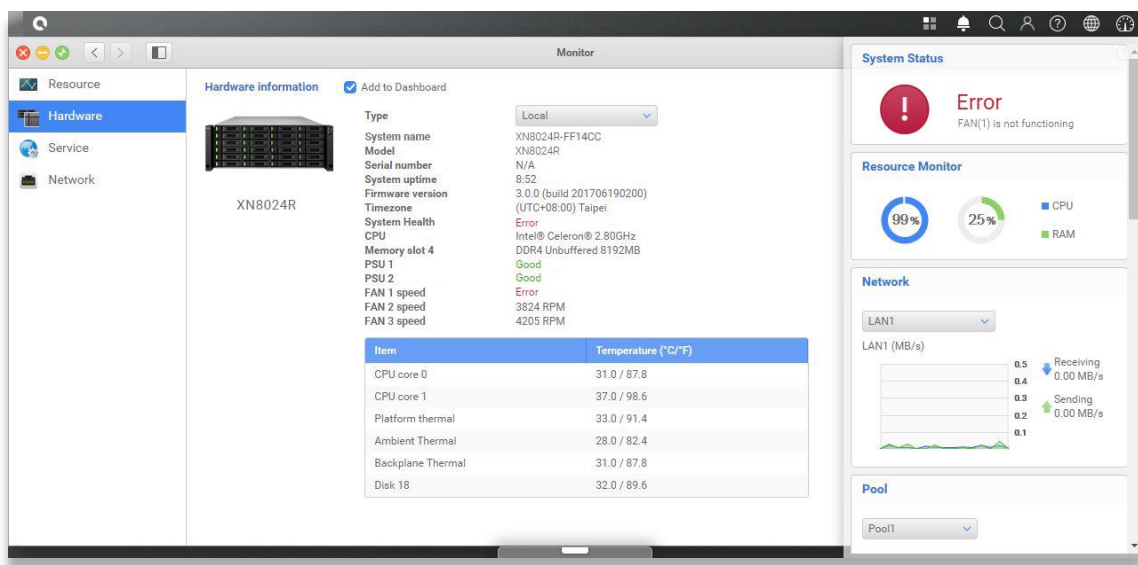 Monitor
Resource
Hardware
Service
Network
Hardware information
Add to Dashboard
XN8024R
Type Local
System name XN8024R-FF14CC
Model XN8024R
Serial number N/A
System uptime 8:52
Firmware version 3.0.0 (build 201706190200)
Timezone (UTC+08:00) Taipei
System Health Error
CPU Intel® Celeron® 2.80GHz
Memory slot 4 DDR4 Unbuffered 8192MB
PSU 1 Good
PSU 2 Good
FAN 1 speed Error
FAN 2 speed 3824 RPM
FAN 3 speed 4205 RPM
Item Temperature (°C/°F)
CPU core 0 31.0 / 87.8
CPU core 1 37.0 / 98.6
Platform thermal 33.0 / 91.4
Ambient Thermal 28.0 / 82.4
Backplane Thermal 31.0 / 87.8
Disk 18 32.0 / 89.6
System Status
Error
FAN(1) is not functioning
Resource Monitor
99%
25%
CPU
RAM
Network
LAN1
LAN1 (MB/s)
0.5
0.4
0.3
0.2
0.1
Receiving
0.00 MB/s
Sending
0.00 MB/s
Pool
Pool1